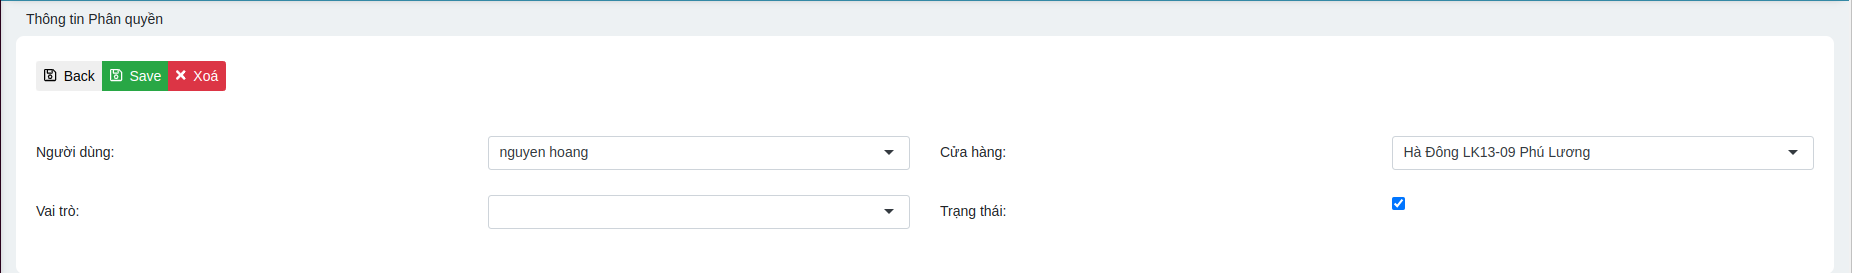 Thông tin Phân quyền
Back Save Xoá
Người dùng: nguyen hoang Cửa hàng: Hà Đông LK13-09 Phú Lương
Vai trò: Trạng thái: